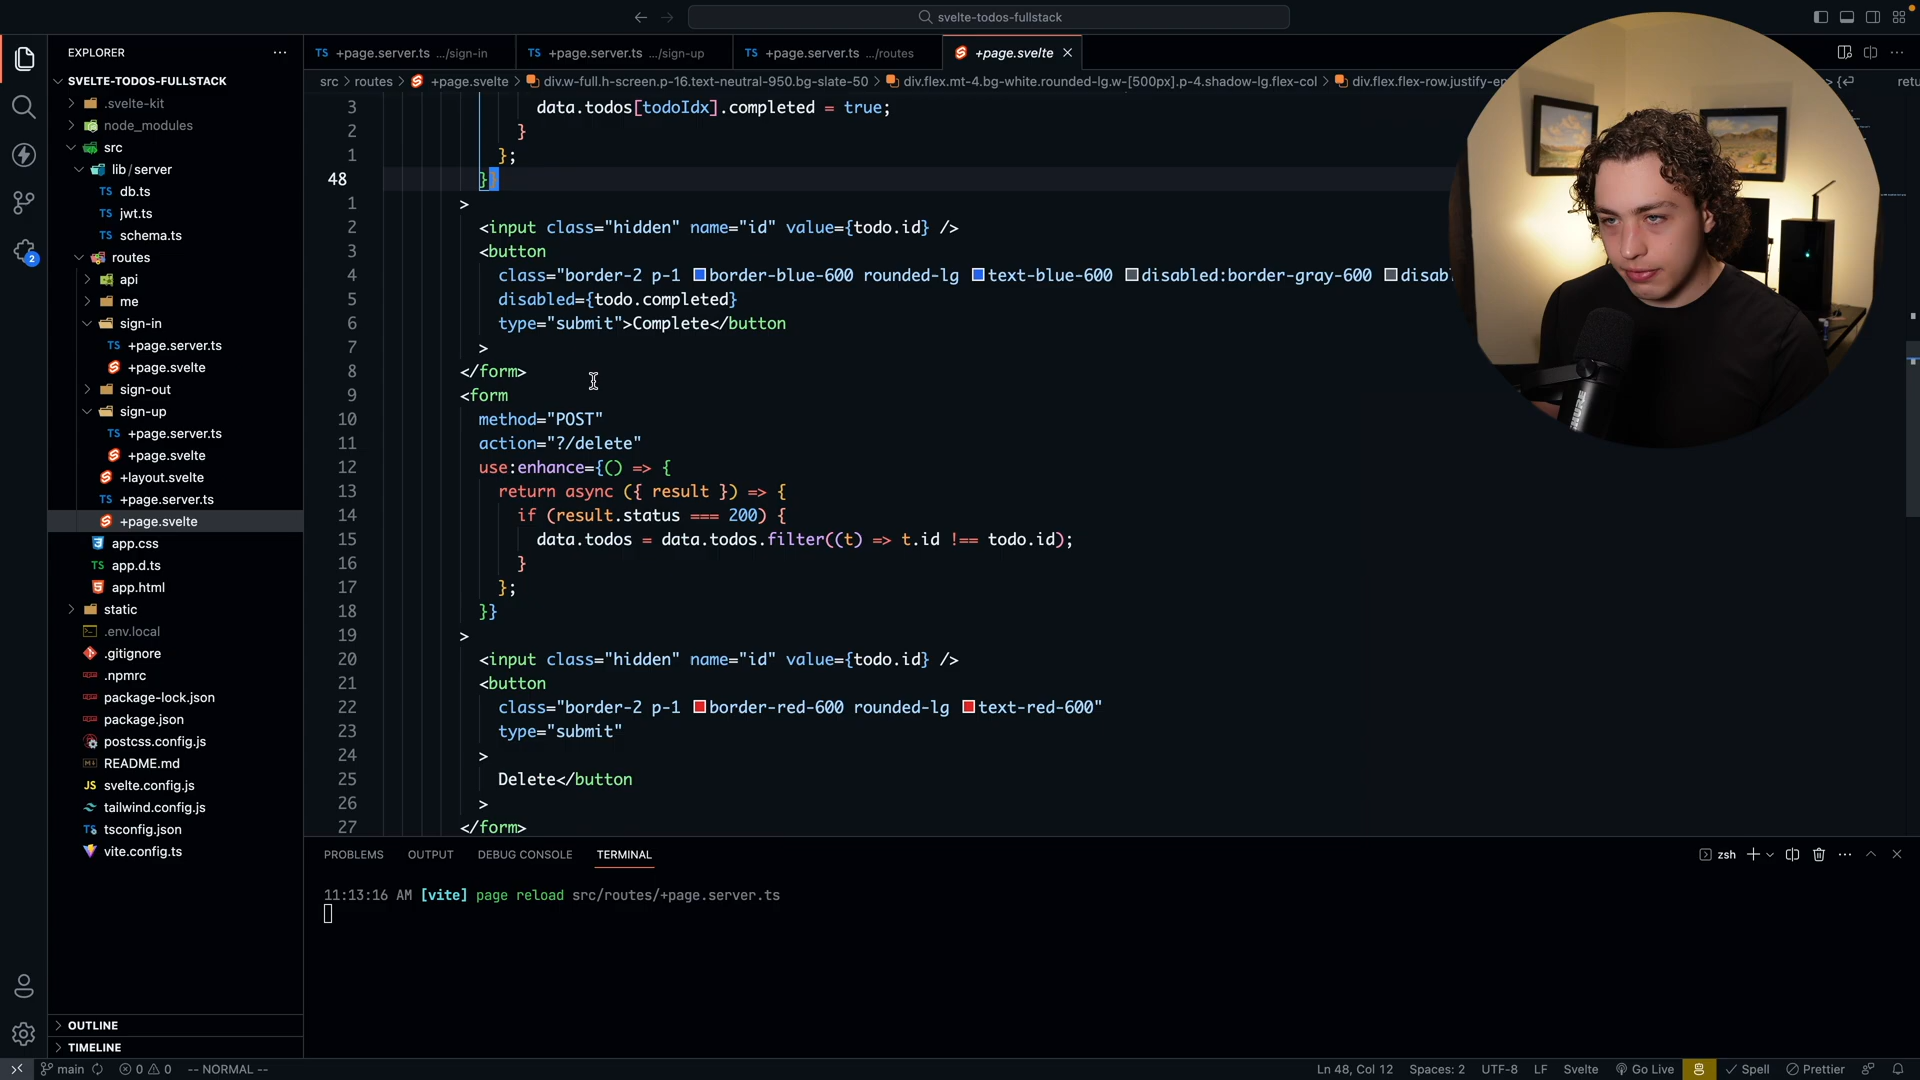 svelte-todos-fullstack
EXPLORER
SVELTE-TODOS-FULLSTACK
.svelte-kit
node_modules
src
lib/server
TS db.ts
TS jwt.ts
TS schema.ts
routes
api
me
sign-in
TS +page.server.ts
+page.svelte
sign-out
sign-up
TS +page.server.ts
+page.svelte
+layout.svelte
TS +page.server.ts
+page.svelte
app.css
TS app.d.ts
app.html
static
.env.local
.gitignore
.npmrc
package-lock.json
package.json
postcss.config.js
README.md
JS svelte.config.js
tailwind.config.js
tsconfig.json
vite.config.ts
OUTLINE
TIMELINE
2
TS +page.server.ts .../sign-in
TS +page.server.ts .../sign-up
TS +page.server.ts .../routes
+page.svelte
src > routes > +page.svelte > div.w-full.h-screen.p-16.text-neutral-950.bg-slate-50 > div.flex.mt-4.bg-white.rounded-lg.w-[500px].p-4.shadow-lg.flex-col > div.flex.flex-row.justify-en
retu
3 data.todos[todoIdx].completed = true;
2 }
1 };
48 }}
1 >
2 <input class="hidden" name="id" value={todo.id} />
3 <button
4 class="border-2 p-1 border-blue-600 rounded-lg text-blue-600 disabled:border-gray-600 disab
5 disabled={todo.completed}
6 type="submit">Complete</button
7 >
8 </form>
9 <form
10 method="POST"
11 action="?/delete"
12 use:enhance={() => {
13 return async ({ result }) => {
14 if (result.status === 200) {
15 data.todos = data.todos.filter((t) => t.id !== todo.id);
16 }
17 };
18 }}
19 >
20 <input class="hidden" name="id" value={todo.id} />
21 <button
22 class="border-2 p-1 border-red-600 rounded-lg text-red-600"
23 type="submit"
24 >
25 Delete</button
26 >
27 </form>
PROBLEMS OUTPUT DEBUG CONSOLE TERMINAL
zsh
11:13:16 AM [vite] page reload src/routes/+page.server.ts
main 0 0 -- NORMAL --
Ln 48, Col 12 Spaces: 2 UTF-8 LF Svelte Go Live Spell Prettier